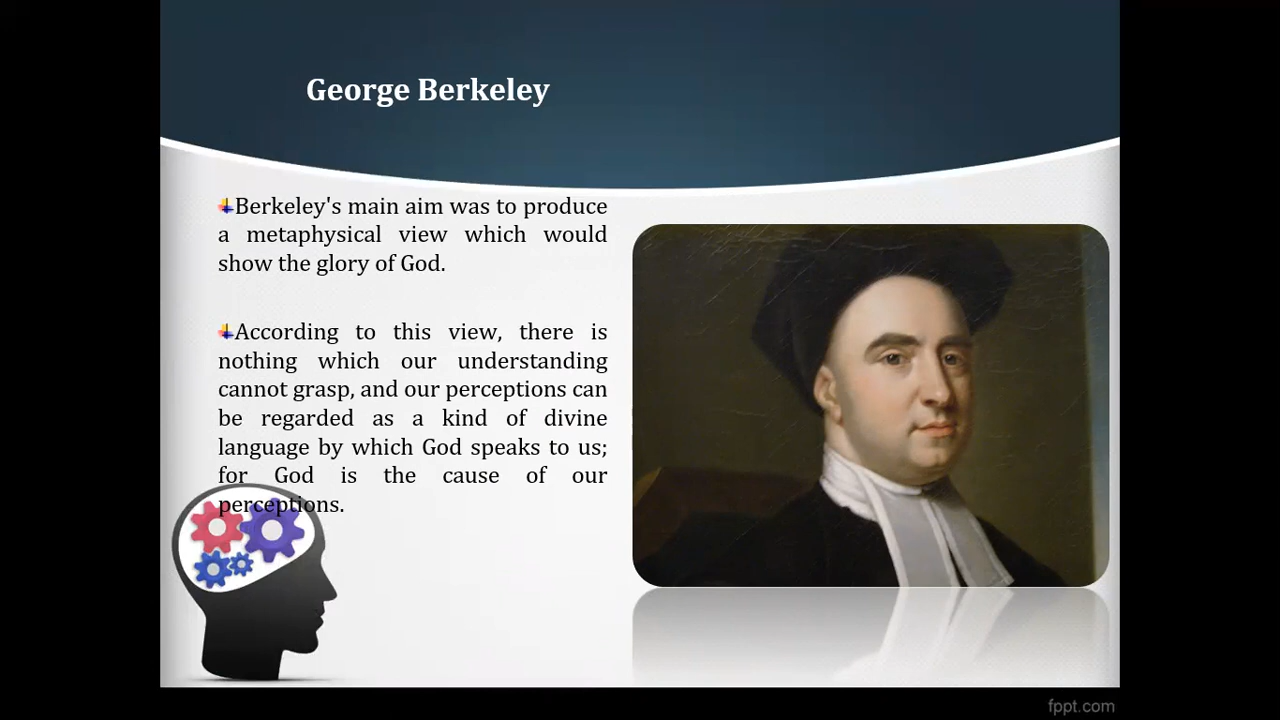 George Berkeley
Berkeley's main aim was to produce
a metaphysical view which would
show the glory of God.
According to this view, there is
nothing which our understanding
cannot grasp, and our perceptions can
be regarded as a kind of divine
language by which God speaks to us;
for God is the cause of our
perceptions.
fppt.com